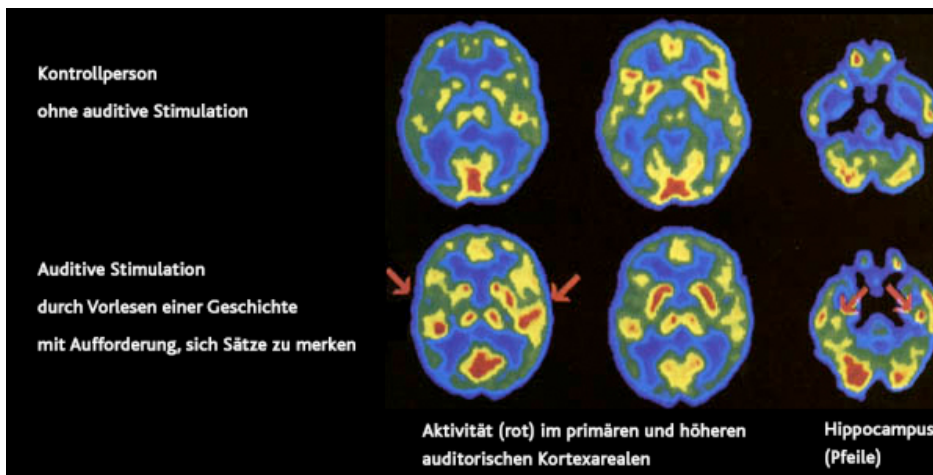 Kontrollperson
ohne auditive Stimulation
Auditive Stimulation
durch Vorlesen einer Geschichte
mit Aufforderung, sich Sätze zu merken
Aktivität (rot) im primären und höheren
auditorischen Kortexarealen
Hippocampus
(Pfeile)